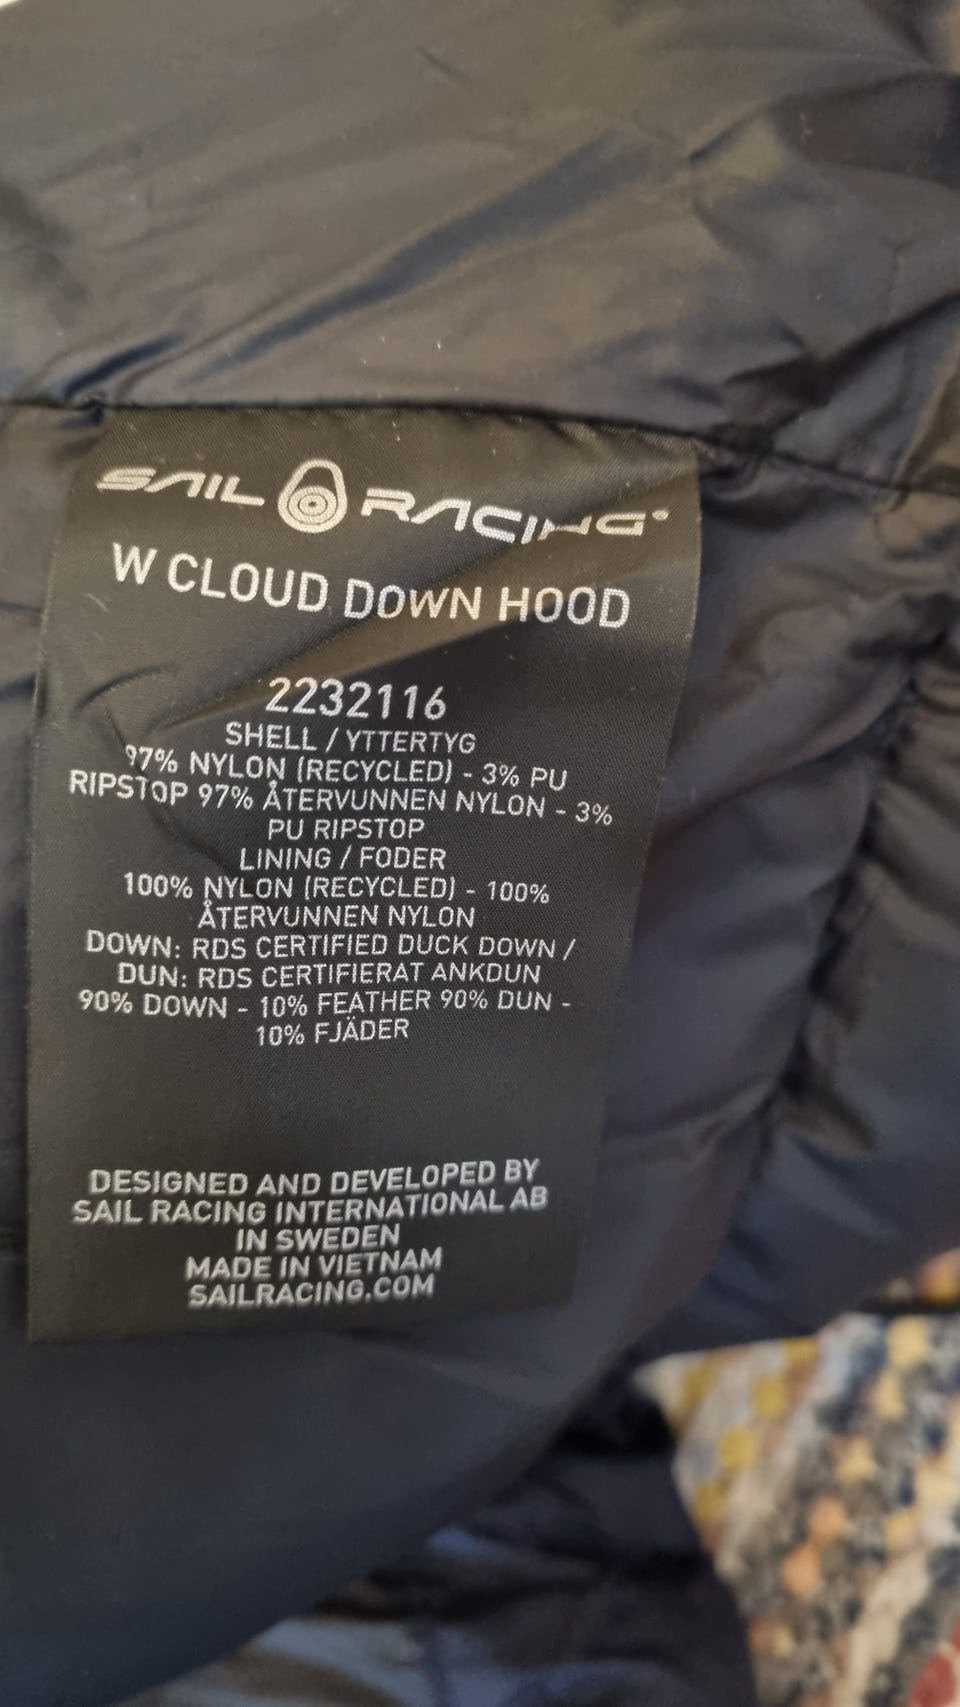 SAIL RACING®
W CLOUD DOWN HOOD
2232116
SHELL / YTTERTYG
97% NYLON (RECYCLED) - 3% PU
RIPSTOP 97% ÅTERVUNNEN NYLON - 3%
PU RIPSTOP
LINING / FODER
100% NYLON (RECYCLED) - 100%
ÅTERVUNNEN NYLON
DOWN: RDS CERTIFIED DUCK DOWN /
DUN: RDS CERTIFIERAT ANKDUN
90% DOWN - 10% FEATHER 90% DUN -
10% FJÄDER
DESIGNED AND DEVELOPED BY
SAIL RACING INTERNATIONAL AB
IN SWEDEN
MADE IN VIETNAM
SAILRACING.COM